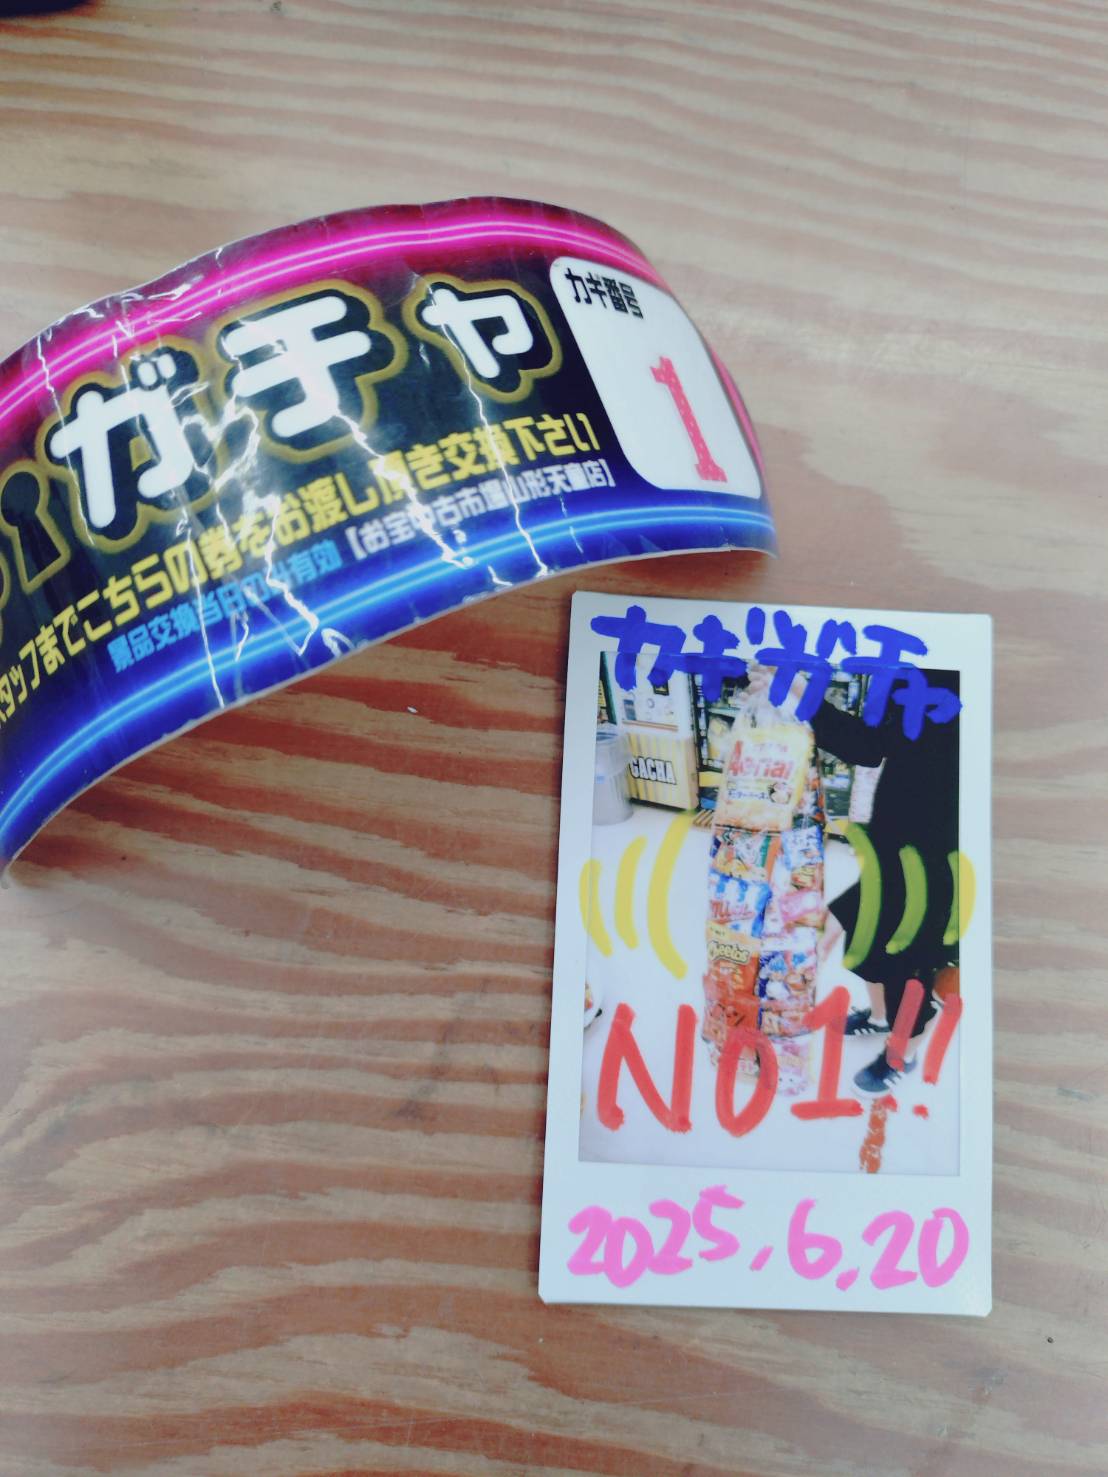 ガチャ
カギ番号
1
スタッフまでこちらの券をお渡し頂き交換下さい
景品交換当日のみ有効【お宝中古市場山形天童店】
カギガチャ
GACHA
Aerial
Cheetos
NO1!!
2025.6.20